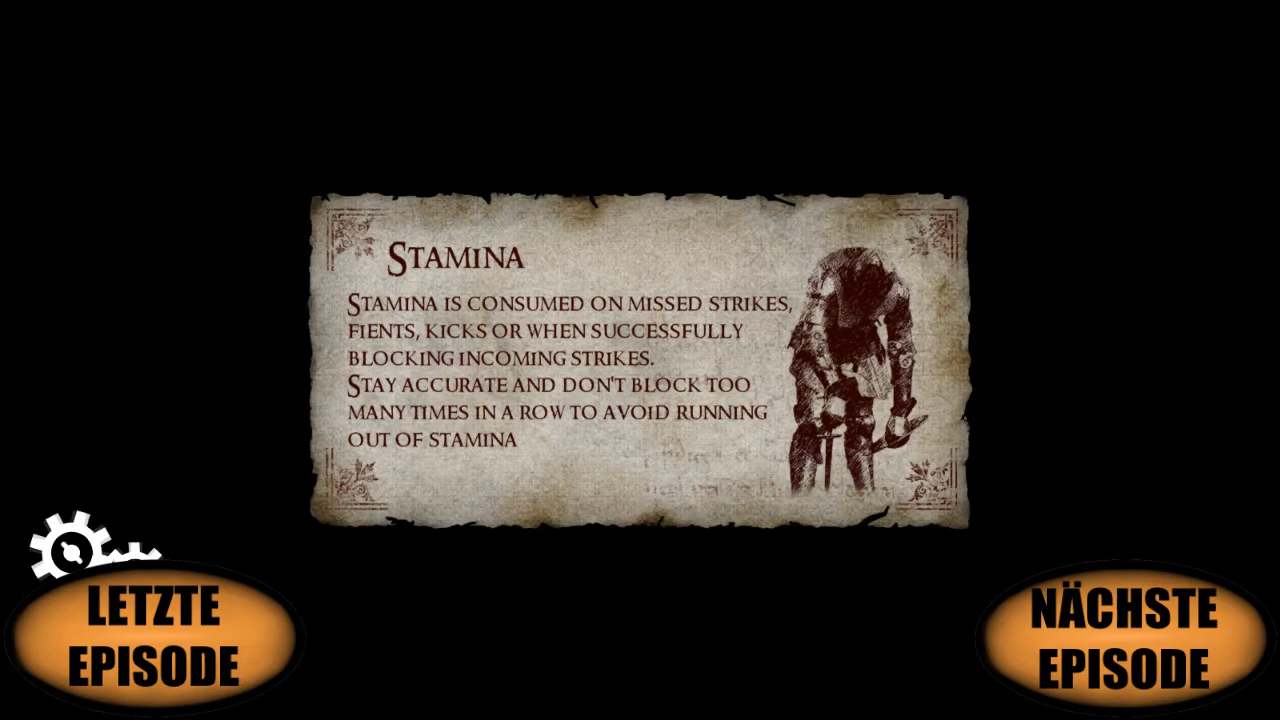 Stamina
Stamina is consumed on missed strikes,
fients, kicks or when successfully
blocking incoming strikes.
Stay accurate and don't block too
many times in a row to avoid running
out of stamina
LETZTE
EPISODE
NÄCHSTE
EPISODE